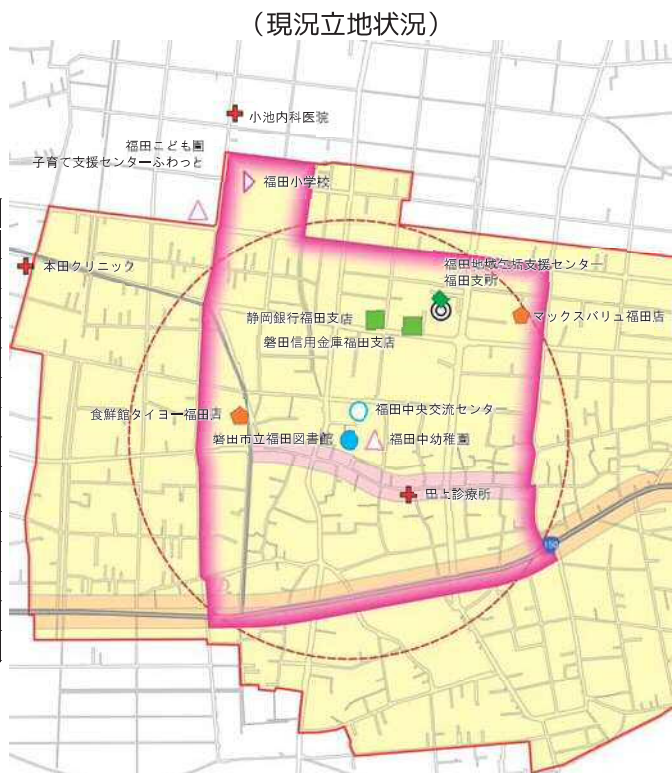 （現況立地状況）
小池内科医院
福田こども園
子育て支援センターふわっと
福田小学校
本田クリニック
福田地域包括支援センター
福田支所
静岡銀行福田支店
マックスバリュ福田店
磐田信用金庫福田支店
食鮮館タイヨー福田店
福田中央交流センター
磐田市立福田図書館
福田中幼稚園
田上診療所
150